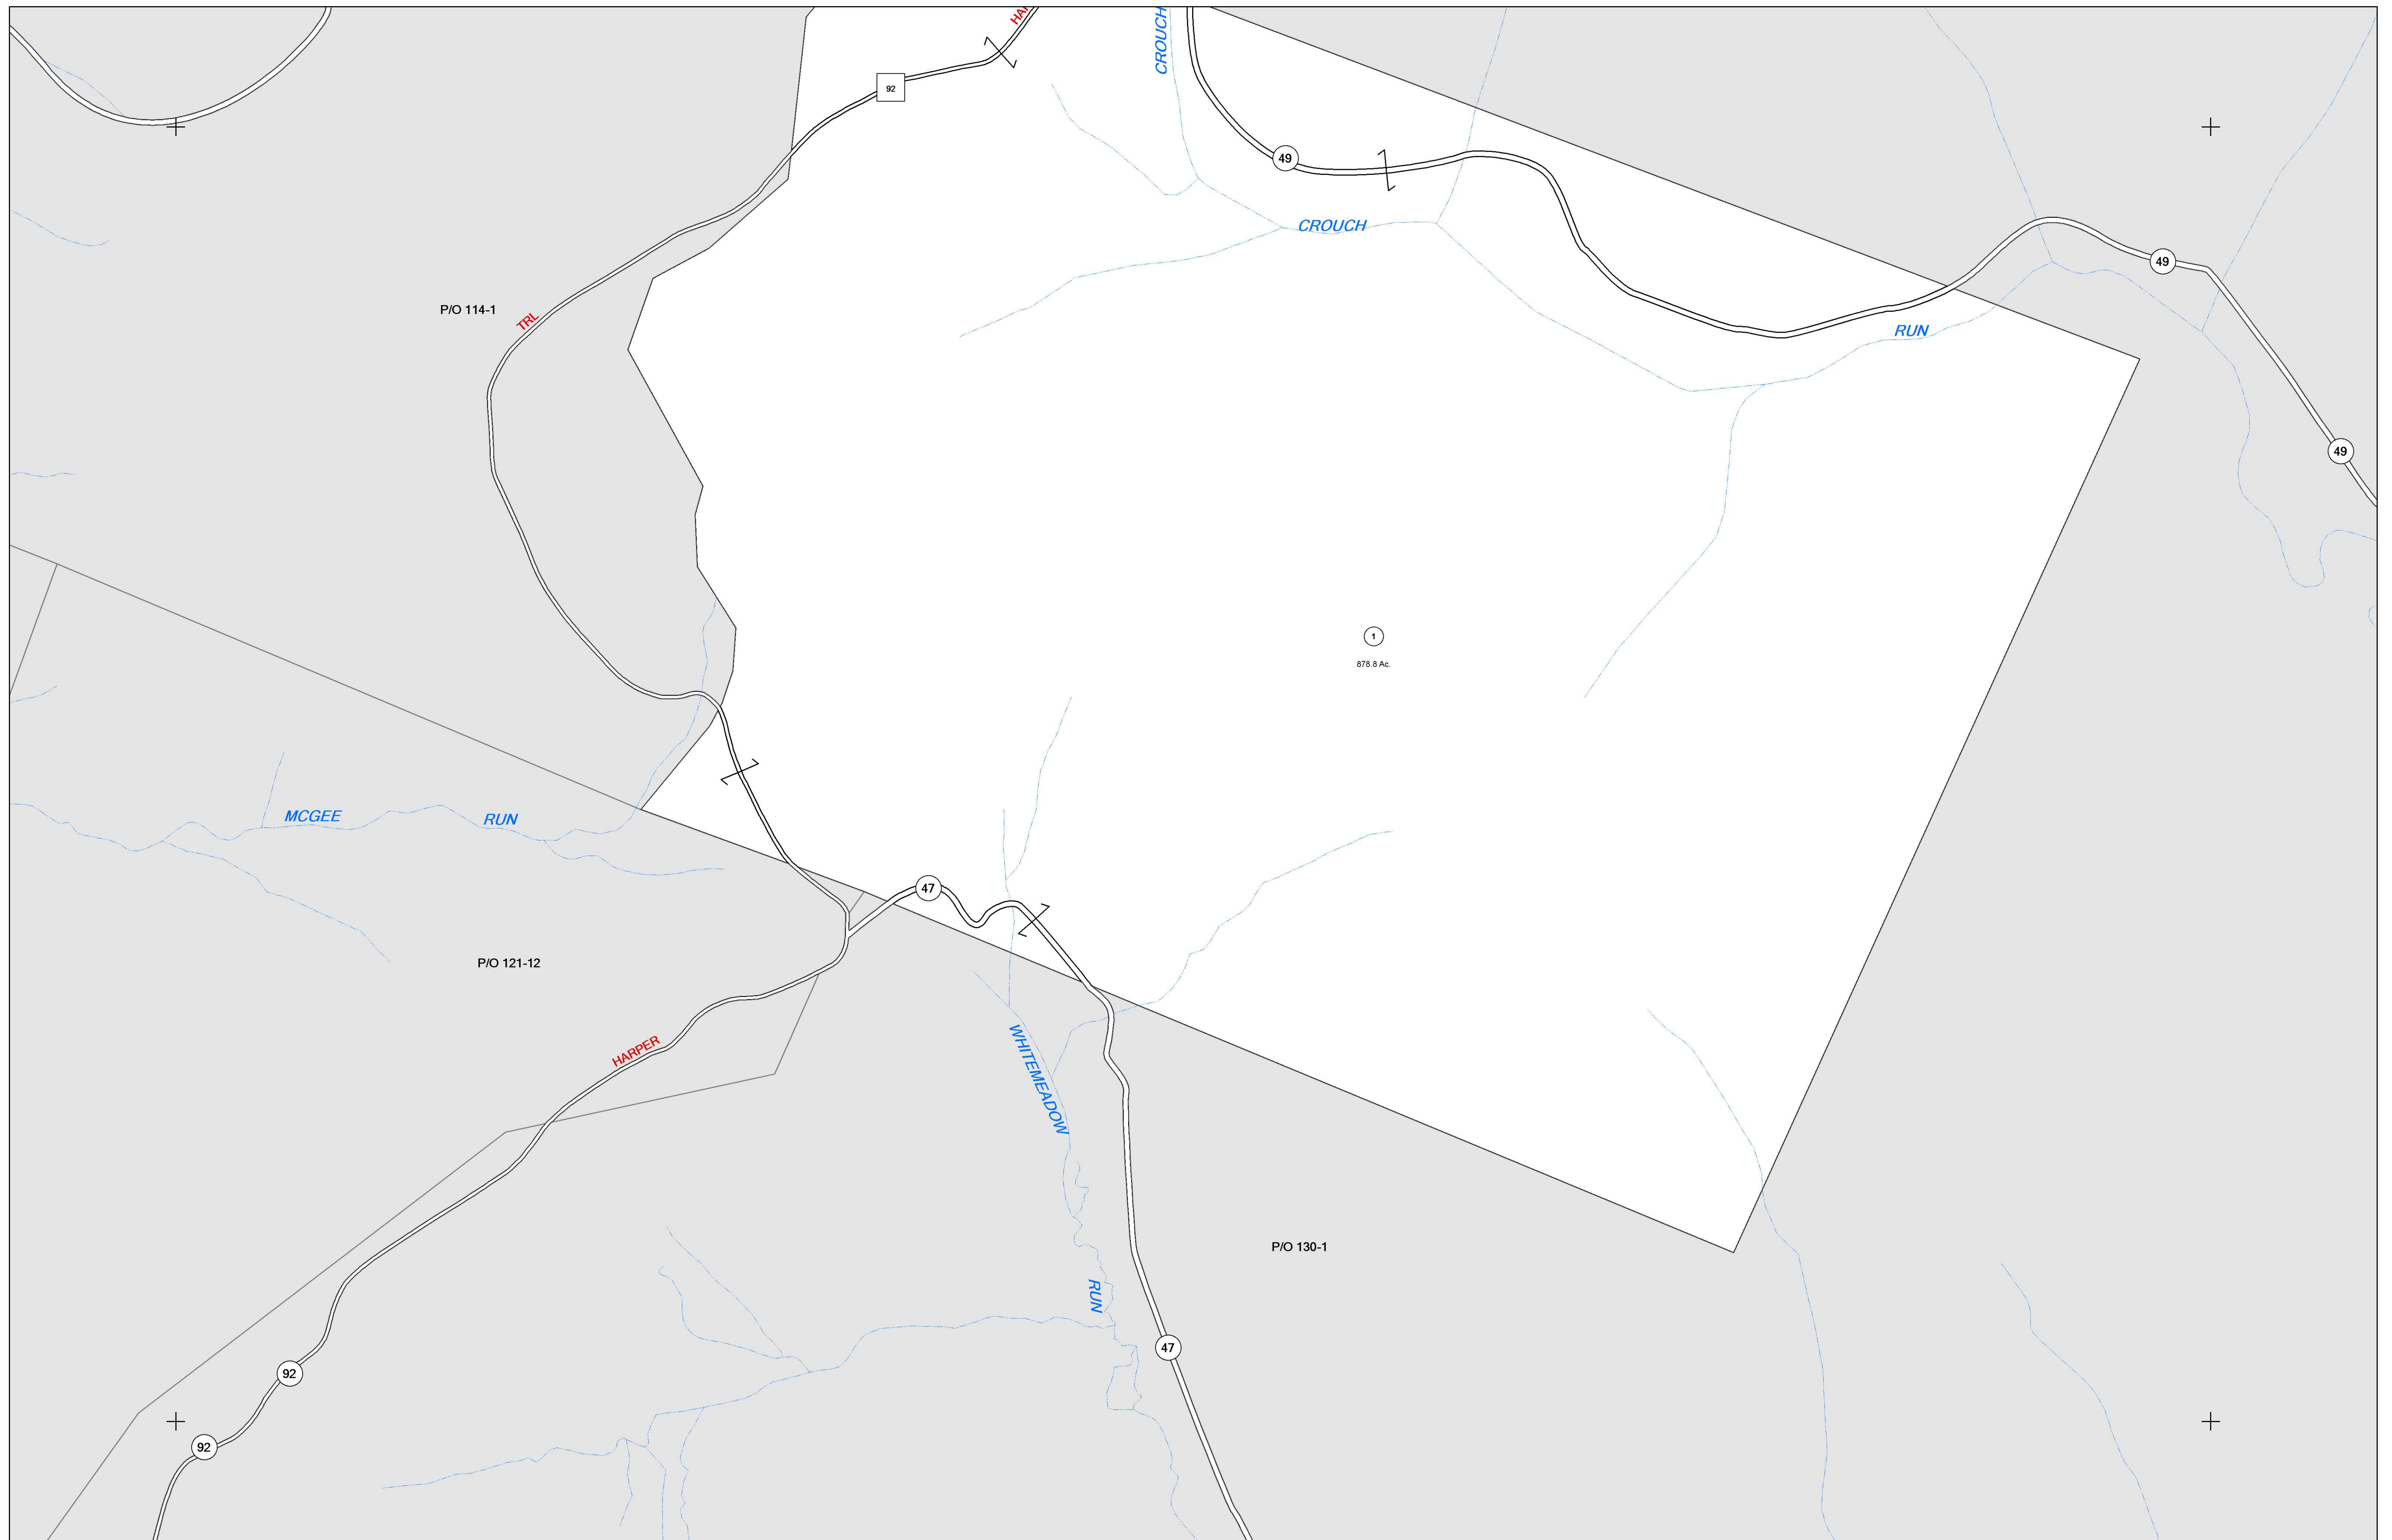 CROUCH
92
49
CROUCH
49
P/O 114-1
TRL
RUN
49
1
878.8 Ac.
MCGEE
RUN
47
P/O 121-12
HARPER
WHITEMEADOW
P/O 130-1
RUN
47
92
92